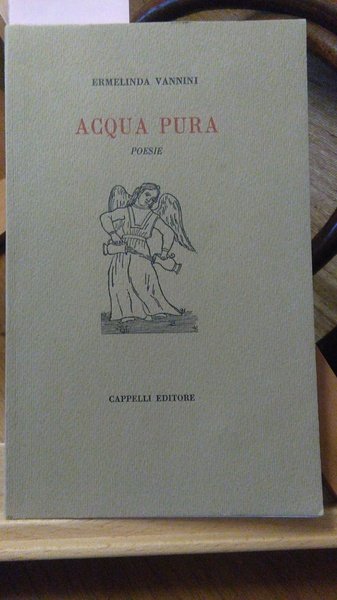 ERMELINDA VANNINI
ACQUA PURA
POESIE
CAPPELLI EDITORE